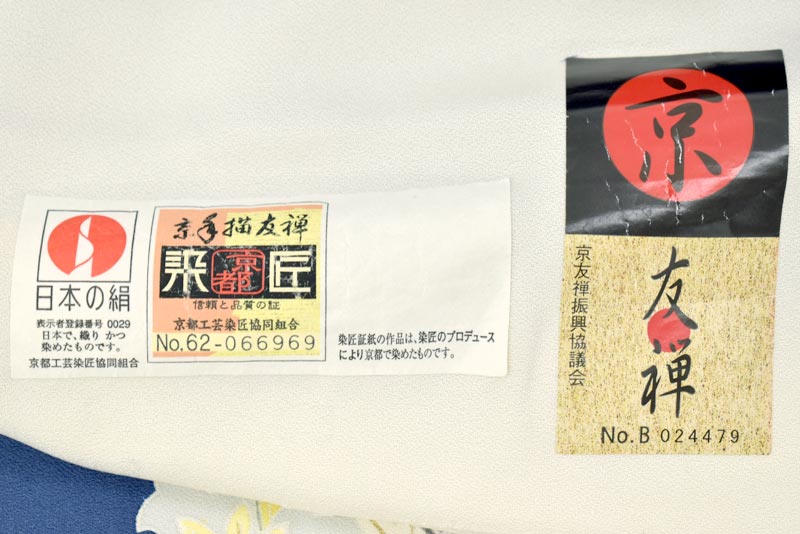 日本の絹
表示者登録番号 0029
日本で、織り かつ
染めたものです。
京都工芸染匠協同組合
京手描友禅
染 京都 匠
信頼と品質の証
京都工芸染匠協同組合
No.62-066969
染匠証紙の作品は、染匠のプロデュース
により京都で染めたものです。
京
友禅
京友禅振興協議会
No.B 024479